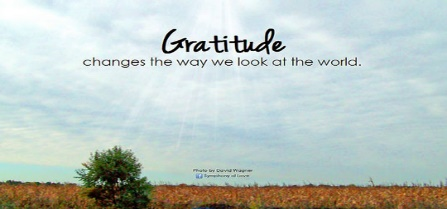 Gratitude
changes the way we look at the world.
Photo by David Wagner
Symphony of Love